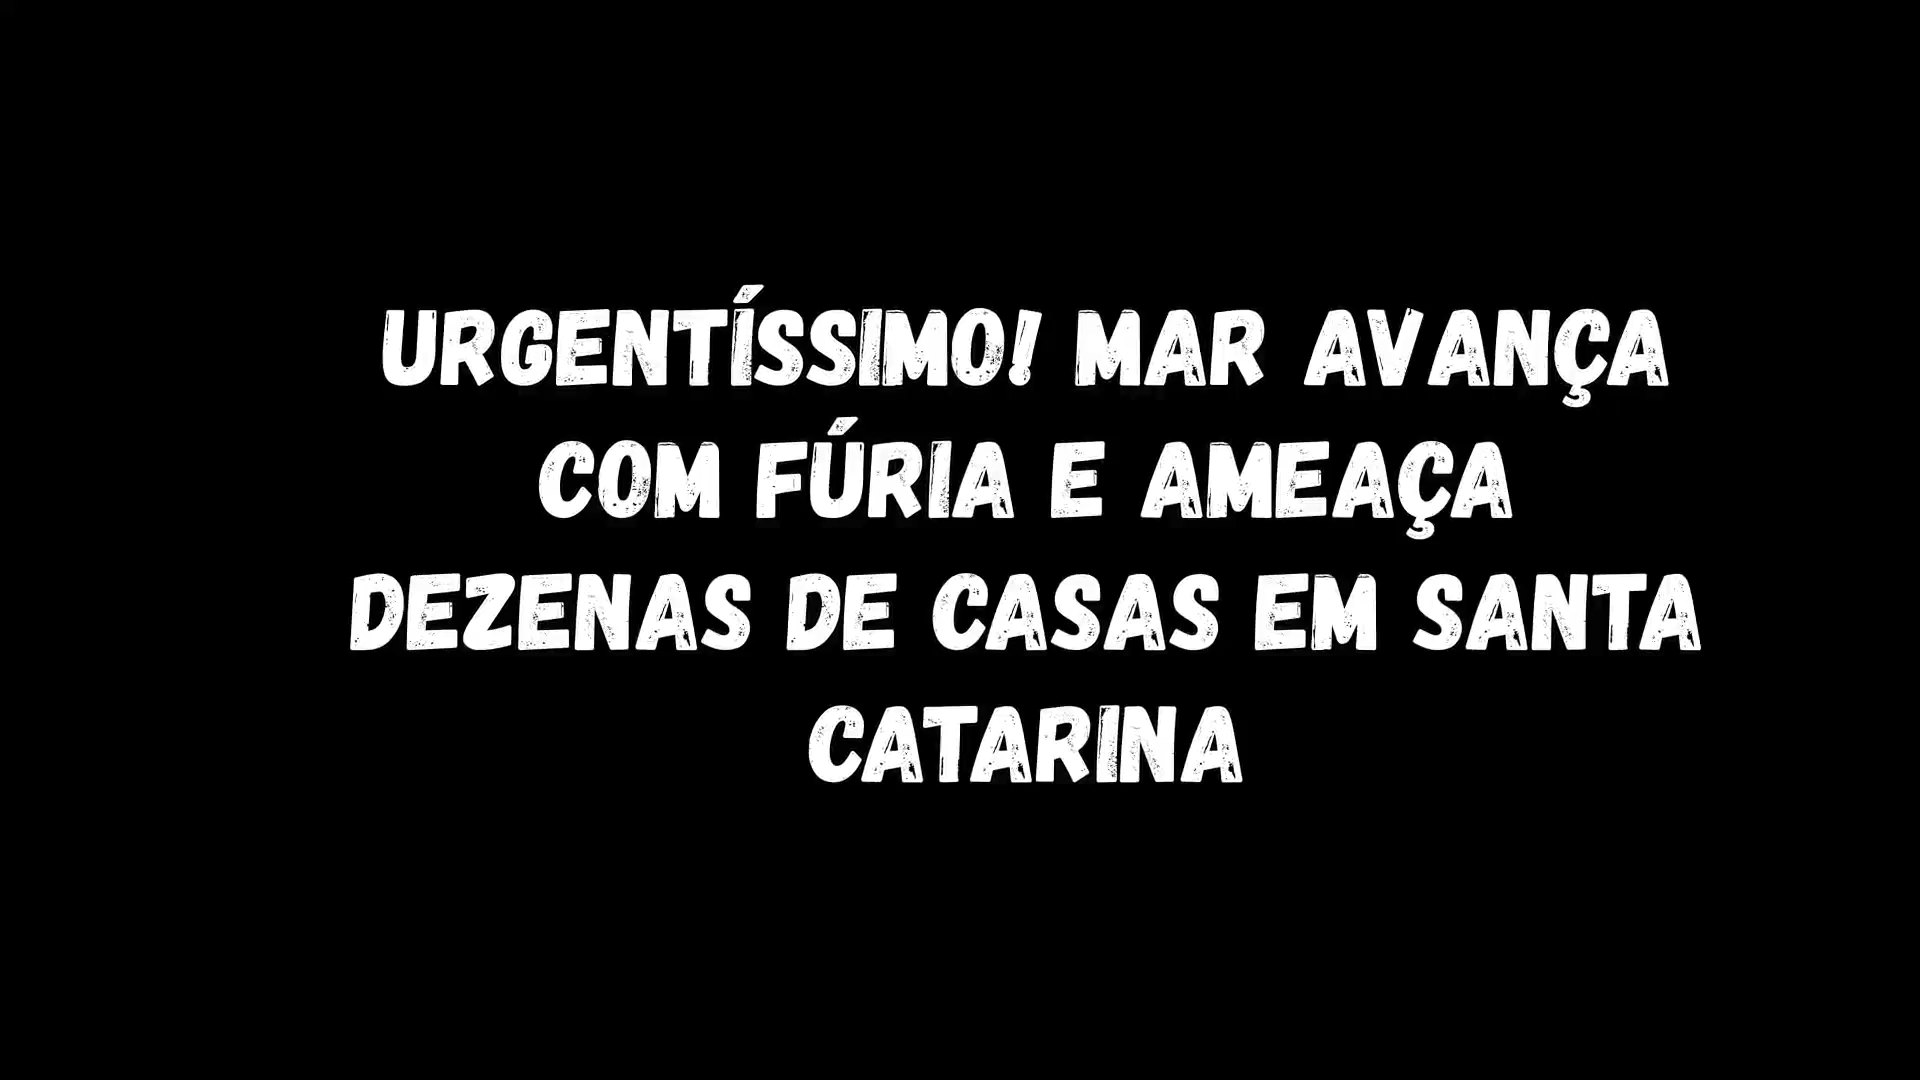 URGENTÍSSIMO! MAR AVANÇA
COM FÚRIA E AMEAÇA
DEZENAS DE CASAS EM SANTA
CATARINA